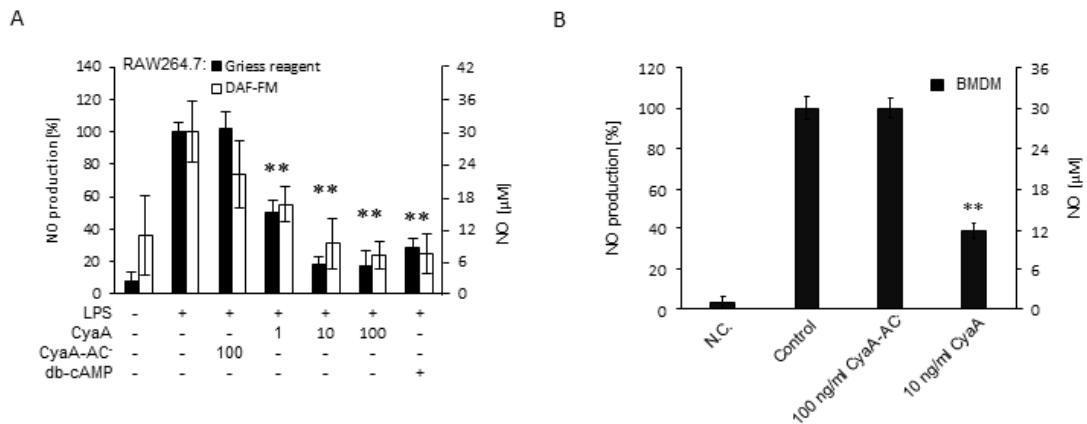 A
RAW264.7: Griess reagent
DAF-FM
140
120
100
80
60
40
20
0
NO production [%]
42
36
30
24
18
12
6
0
NO [µM]
**
**
**
**
LPS - + + + + + +
CyaA - - - 1 10 100 -
CyaA-AC- - - 100 - - - -
db-cAMP - - - - - - +
B
BMDM
120
100
80
60
40
20
0
NO production [%]
36
30
24
18
12
6
0
NO [µM]
**
N.C.
Control
100 ng/ml CyaA-AC-
10 ng/ml CyaA